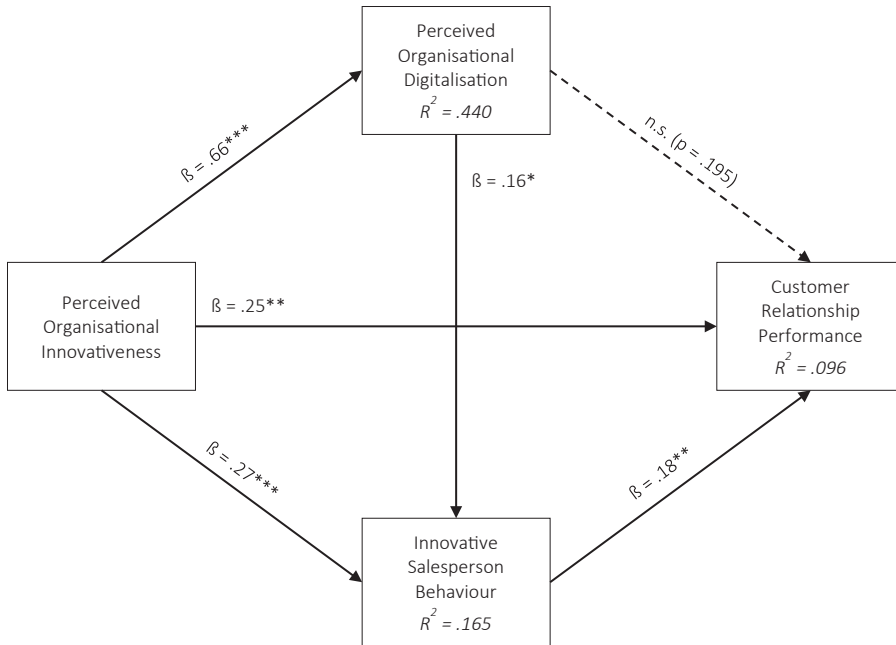 Perceived
Organisational
Digitalisation
R² = .440
ß = .66***
n.s. (p = .195)
ß = .16*
Perceived
Organisational
Innovativeness
ß = .25**
Customer
Relationship
Performance
R² = .096
ß = .27***
ß = .18**
Innovative
Salesperson
Behaviour
R² = .165